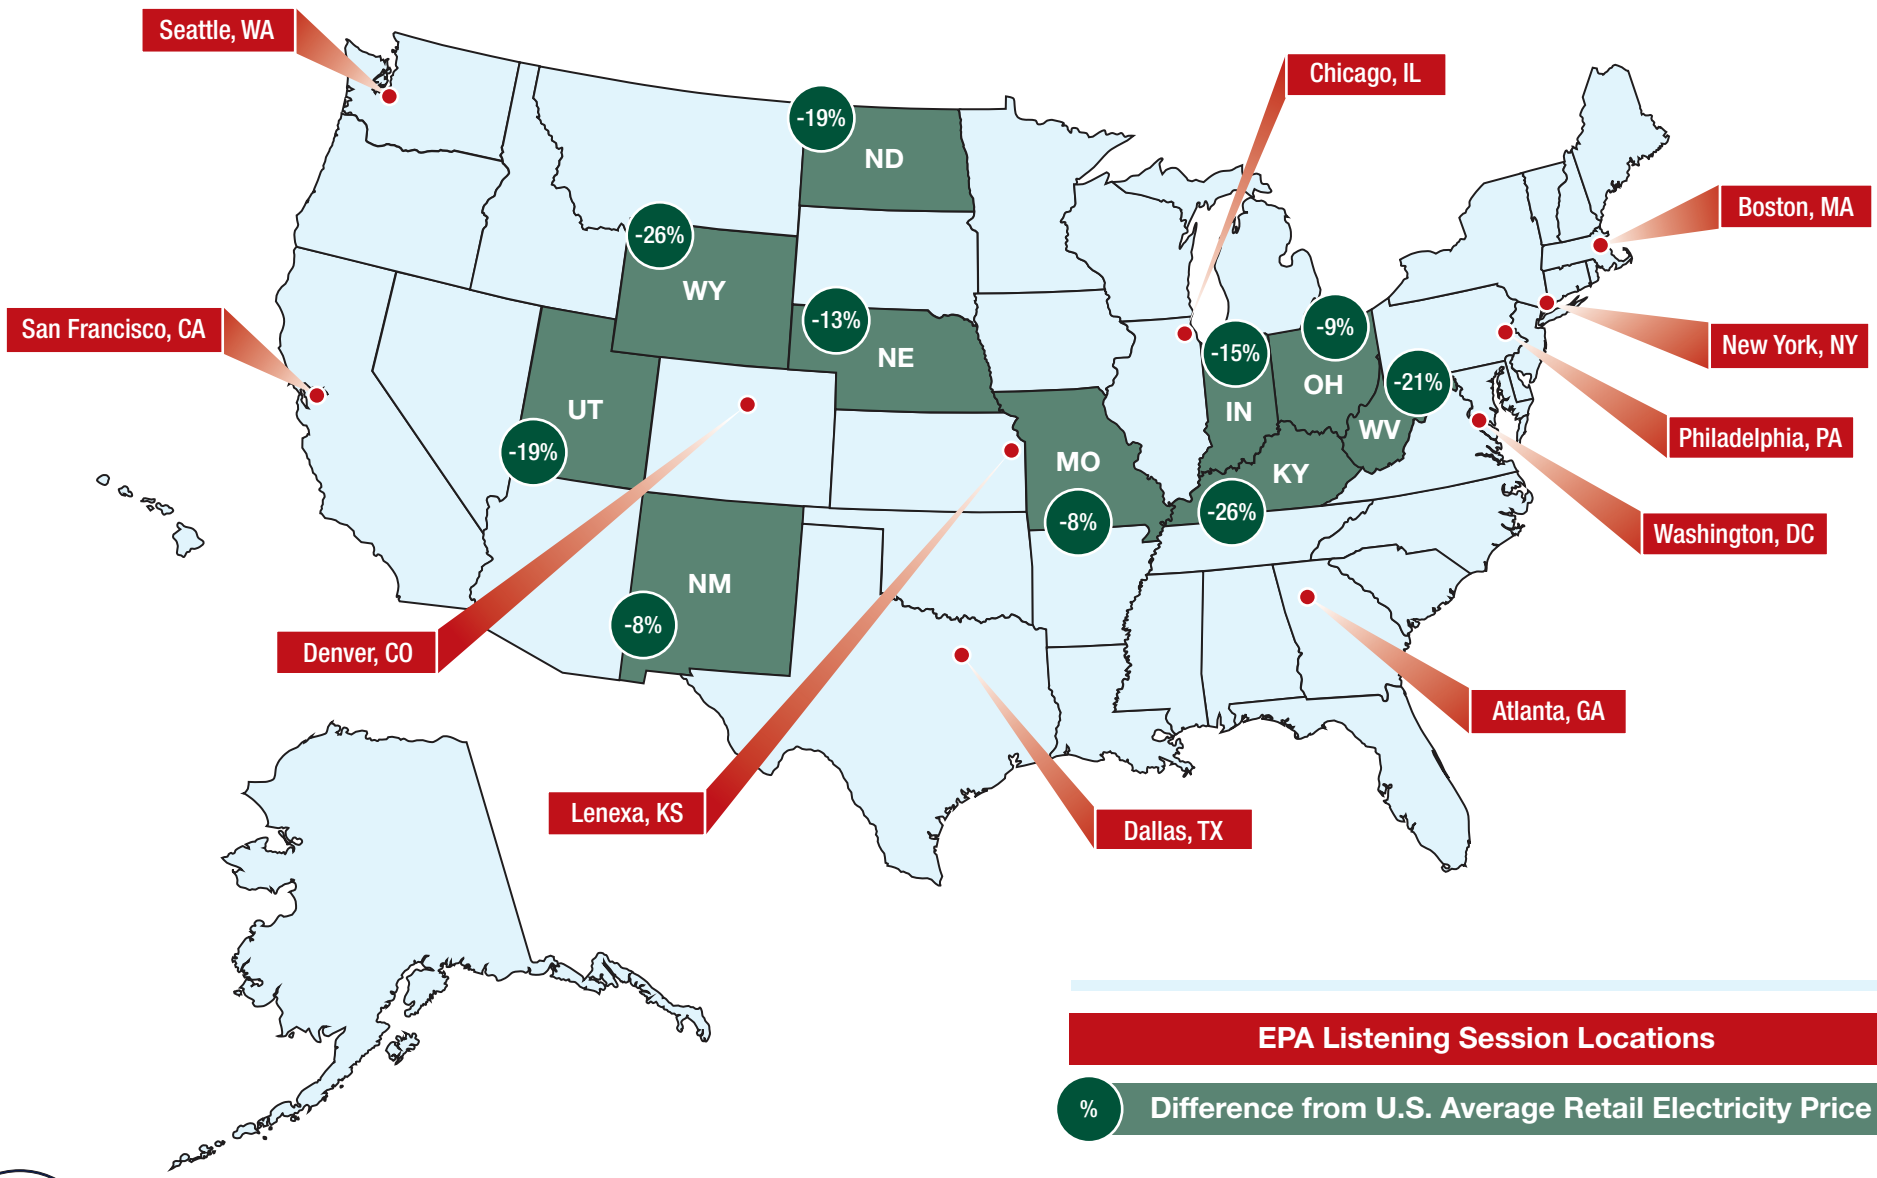 Seattle, WA
Chicago, IL
-19%
ND
Boston, MA
-26%
WY
San Francisco, CA
-13%
NE
-9%
-15%
OH
New York, NY
-21%
IN
WV
UT
-19%
Philadelphia, PA
MO
KY
-8%
-26%
Washington, DC
NM
-8%
Denver, CO
Atlanta, GA
Lenexa, KS
Dallas, TX
EPA Listening Session Locations
% Difference from U.S. Average Retail Electricity Price